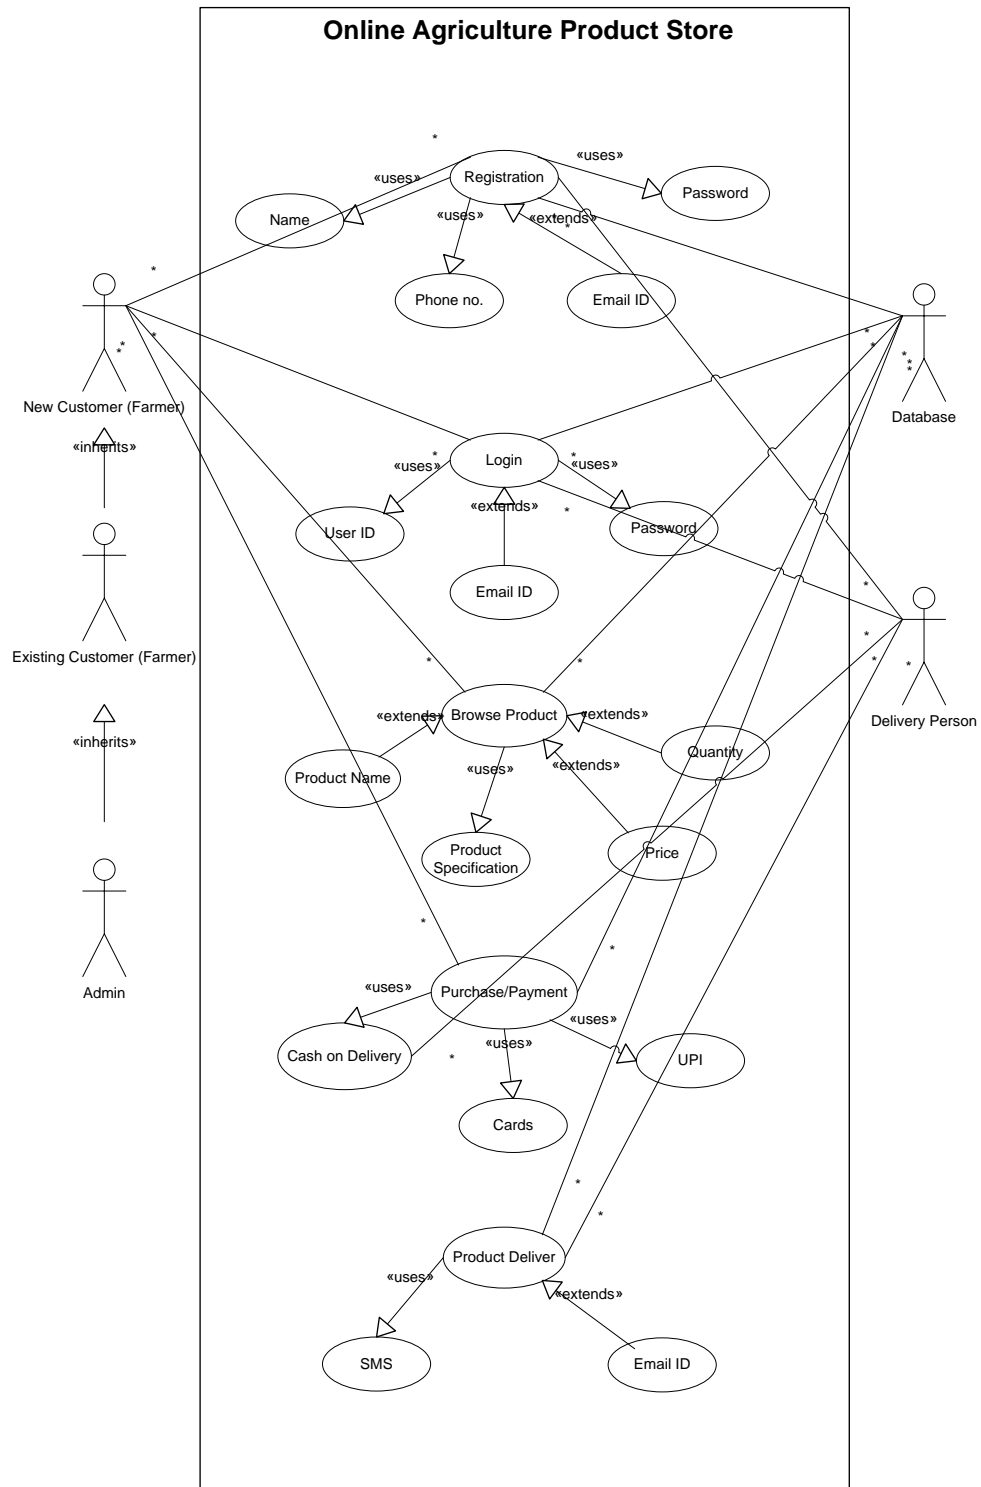 Online Agriculture Product Store
*
«uses»
Registration
«uses»
Password
Name
«uses»
«extends»
*
*
Phone no.
Email ID
*
*
*
*
*
*
*
*
*
New Customer (Farmer)
Database
«inherits»
*
Login
*
«uses»
«uses»
«extends»
*
User ID
Password
Email ID
*
*
*
*
*
*
Existing Customer (Farmer)
«extends»
Browse Product
«extends»
Delivery Person
«inherits»
Quantity
«uses»
«extends»
Product Name
Product
Specification
Price
*
*
«uses»
Purchase/Payment
Admin
«uses»
«uses»
Cash on Delivery
*
UPI
Cards
*
*
Product Deliver
«uses»
«extends»
SMS
Email ID